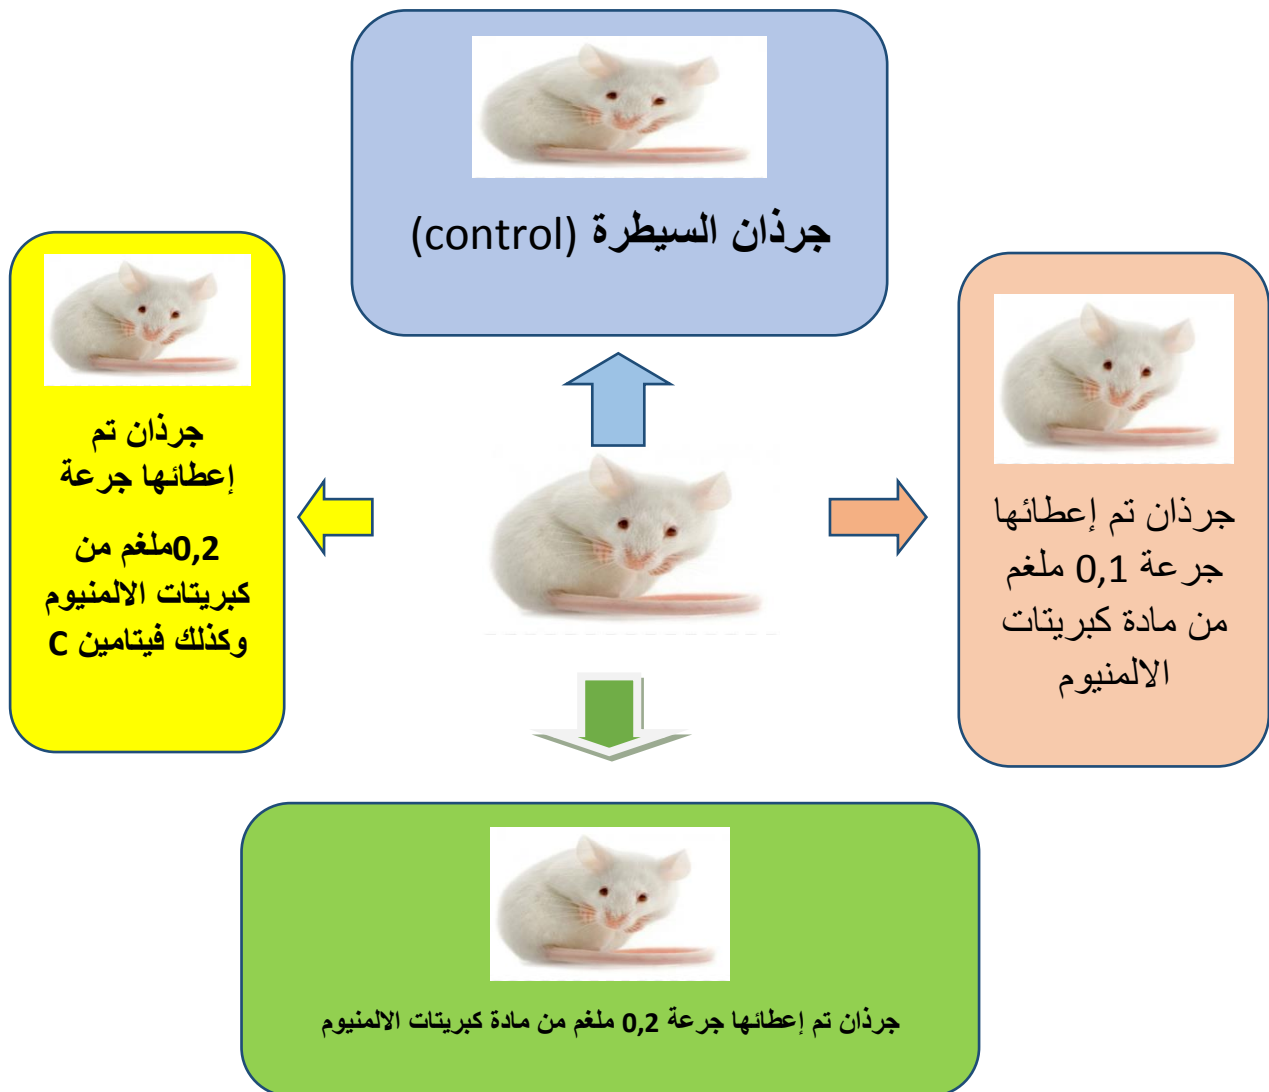 جرذان السيطرة (control)
جرذان تم إعطائها
جرعة 0,1 ملغم
من مادة كبريتات
الالمنيوم
جرذان تم
إعطائها جرعة
0,2ملغم من
كبريتات الالمنيوم
وكذلك فيتامين C
جرذان تم إعطائها جرعة 0,2 ملغم من مادة كبريتات الالمنيوم